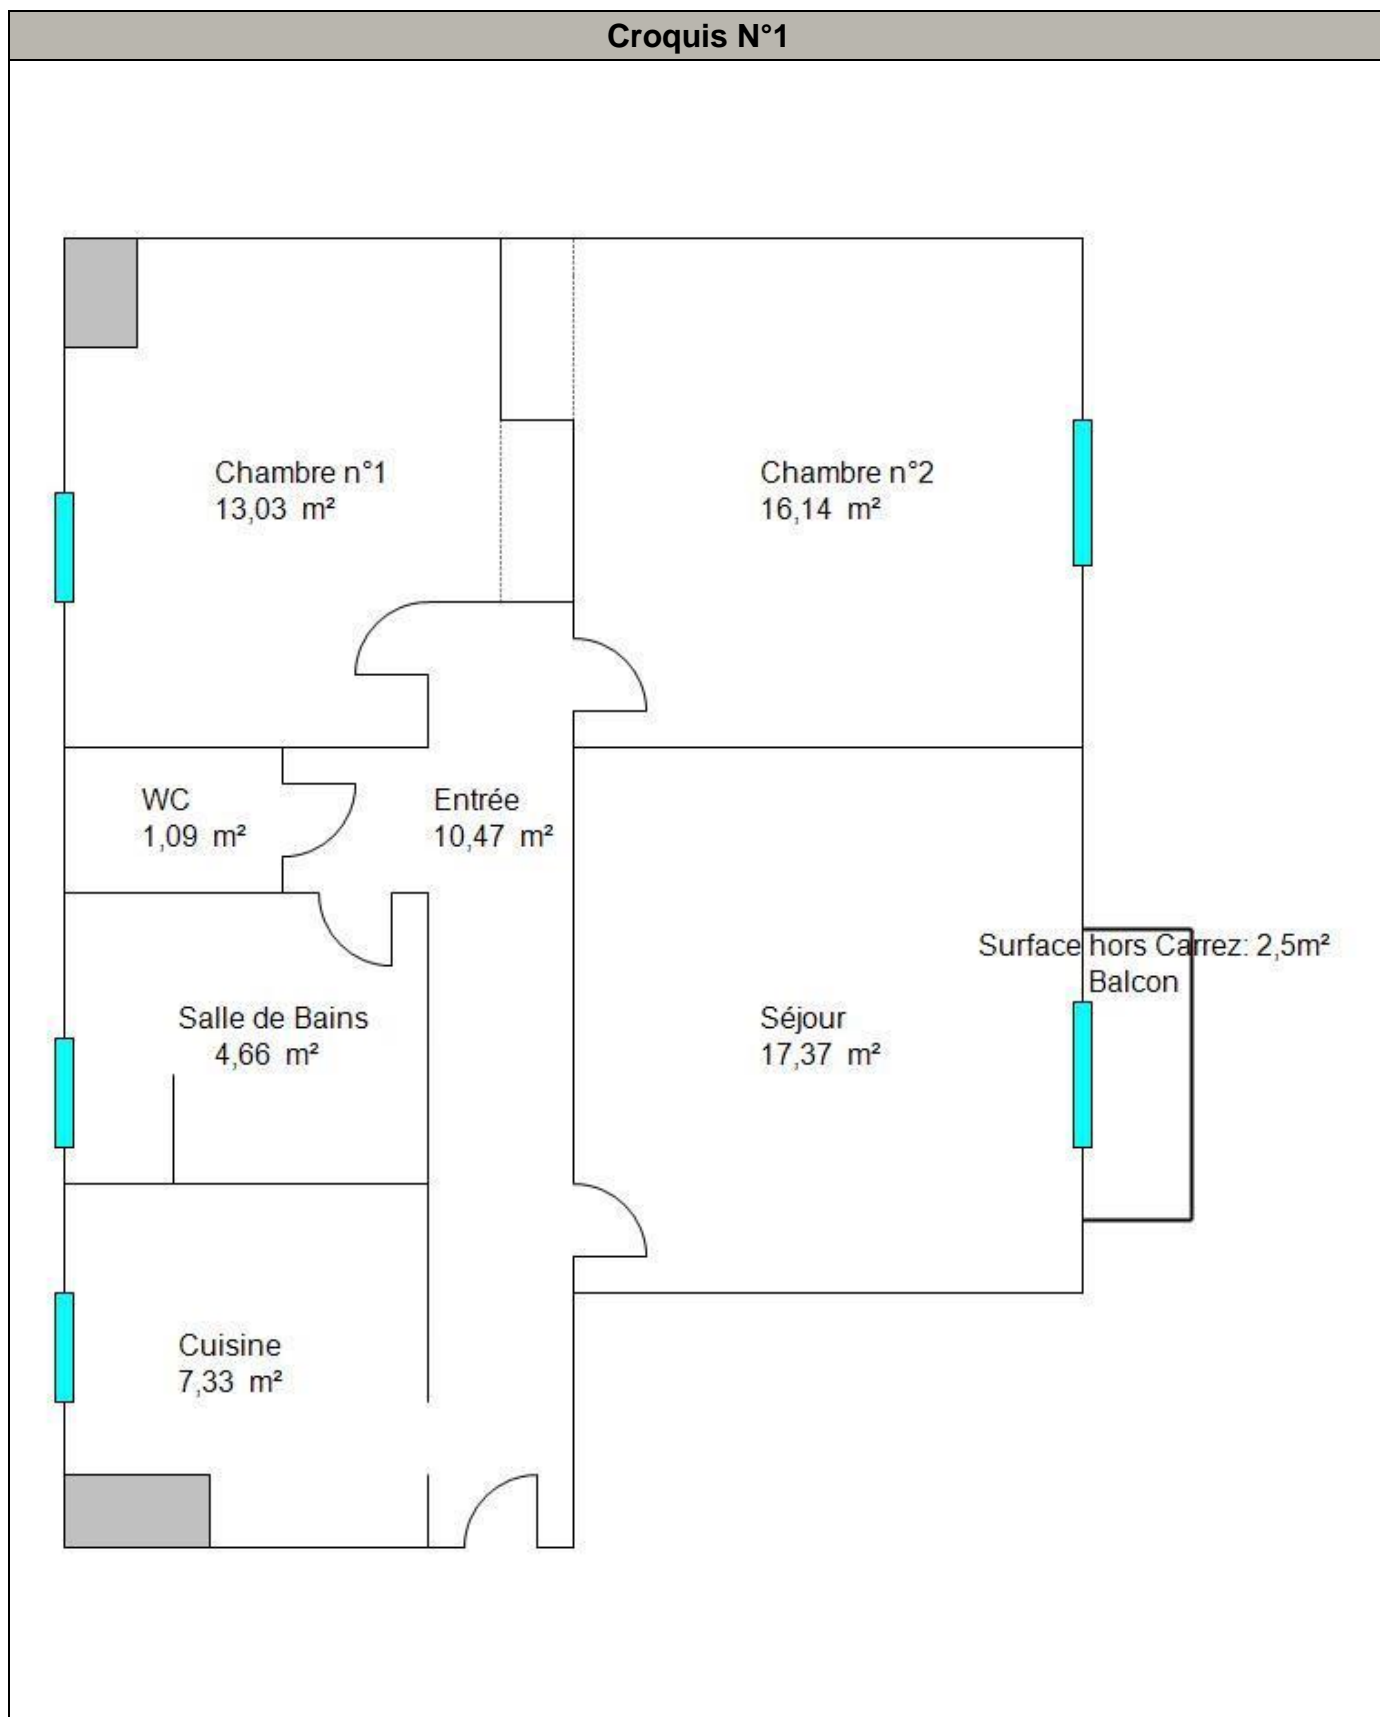 Croquis N°1
Chambre n°1
13,03 m²
Chambre n°2
16,14 m²
WC
1,09 m²
Entrée
10,47 m²
Surface hors Carrez: 2,5m²
Balcon
Salle de Bains
4,66 m²
Séjour
17,37 m²
Cuisine
7,33 m²